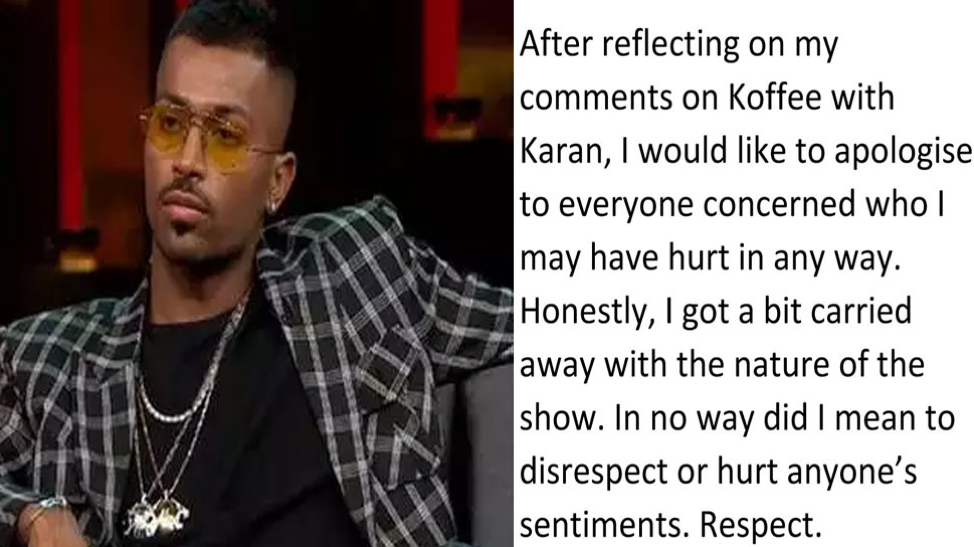 After reflecting on my
comments on Koffee with
Karan, I would like to apologise
to everyone concerned who I
may have hurt in any way.
Honestly, I got a bit carried
away with the nature of the
show. In no way did I mean to
disrespect or hurt anyone’s
sentiments. Respect.